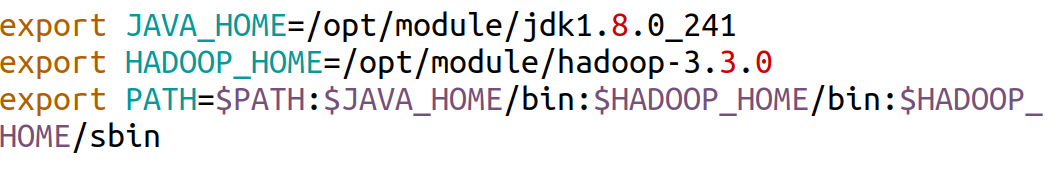 export JAVA_HOME=/opt/module/jdk1.8.0_241
export HADOOP_HOME=/opt/module/hadoop-3.3.0
export PATH=$PATH:$JAVA_HOME/bin:$HADOOP_HOME/bin:$HADOOP_
HOME/sbin